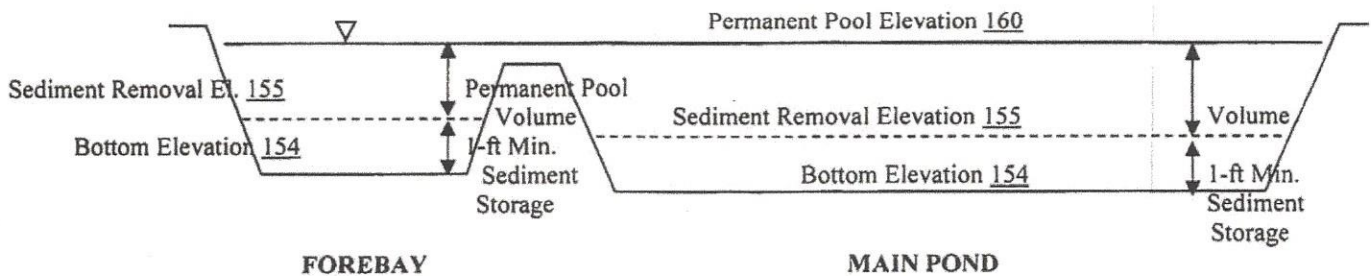 Permanent Pool Elevation 160
Sediment Removal El. 155
Permanent Pool
Volume
Sediment Removal Elevation 155
Volume
Bottom Elevation 154
1-ft Min.
Sediment
Storage
Bottom Elevation 154
1-ft Min.
Sediment
Storage
FOREBAY
MAIN POND